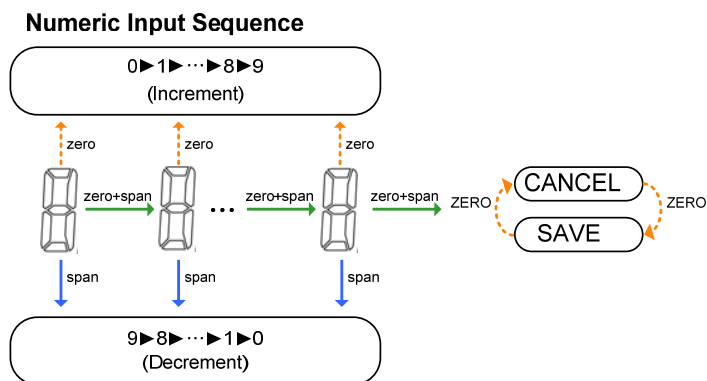 Numeric Input Sequence
0▶1▶⋯▶8▶9
(Increment)
zero zero zero
zero+span ... zero+span zero+span
span span span
9▶8▶⋯▶1▶0
(Decrement)
ZERO CANCEL ZERO
SAVE